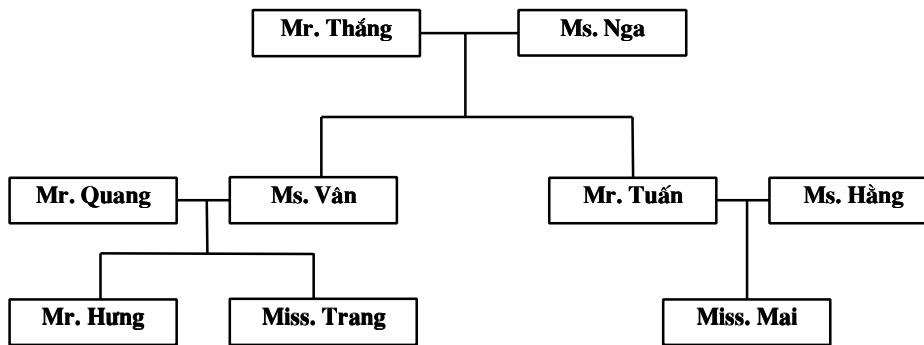 Mr. Thắng
Ms. Nga
Mr. Quang
Ms. Vân
Mr. Tuấn
Ms. Hằng
Mr. Hưng
Miss. Trang
Miss. Mai